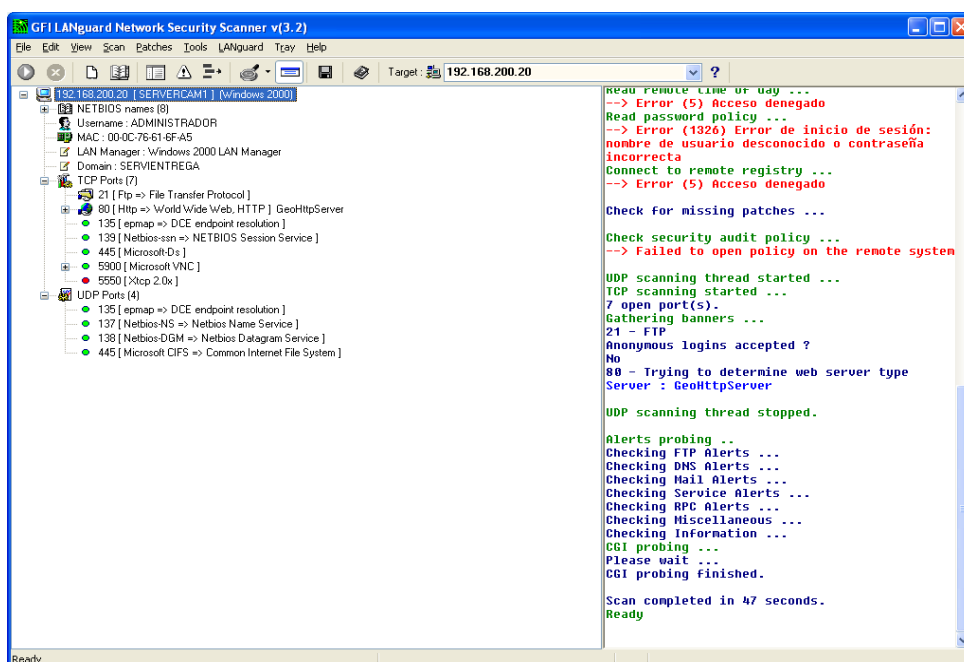 GFI LANguard Network Security Scanner v(3.2)
File Edit View Scan Patches Tools LANguard Tray Help
Target : 192.168.200.20
192.168.200.20 [ SERVERCAM1 ] (Windows 2000)
NETBIOS names (8)
Username : ADMINISTRADOR
MAC : 00-0C-76-61-6F-A5
LAN Manager : Windows 2000 LAN Manager
Domain : SERVIENTREGA
TCP Ports (7)
21 [ Ftp => File Transfer Protocol ]
80 [ Http => World Wide Web, HTTP ] GeoHttpServer
135 [ epmap => DCE endpoint resolution ]
139 [ Netbios-ssn => NETBIOS Session Service ]
445 [ Microsoft-Ds ]
5900 [ Microsoft VNC ]
5550 [ Xtcp 2.0x ]
UDP Ports (4)
135 [ epmap => DCE endpoint resolution ]
137 [ Netbios-NS => Netbios Name Service ]
138 [ Netbios-DGM => Netbios Datagram Service ]
445 [ Microsoft CIFS => Common Internet File System ]
Read remote time of day ...
--> Error (5) Acceso denegado
Read password policy ...
--> Error (1326) Error de inicio de sesión:
nombre de usuario desconocido o contraseña
incorrecta
Connect to remote registry ...
--> Error (5) Acceso denegado
Check for missing patches ...
Check security audit policy ...
--> Failed to open policy on the remote system
UDP scanning thread started ...
TCP scanning started ...
7 open port(s).
Gathering banners ...
21 - FTP
Anonymous logins accepted ?
No
80 - Trying to determine web server type
Server : GeoHttpServer
UDP scanning thread stopped.
Alerts probing ..
Checking FTP Alerts ...
Checking DNS Alerts ...
Checking Mail Alerts ...
Checking Service Alerts ...
Checking RPC Alerts ...
Checking Miscellaneous ...
Checking Information ...
CGI probing ...
Please wait ...
CGI probing finished.
Scan completed in 47 seconds.
Ready
Ready